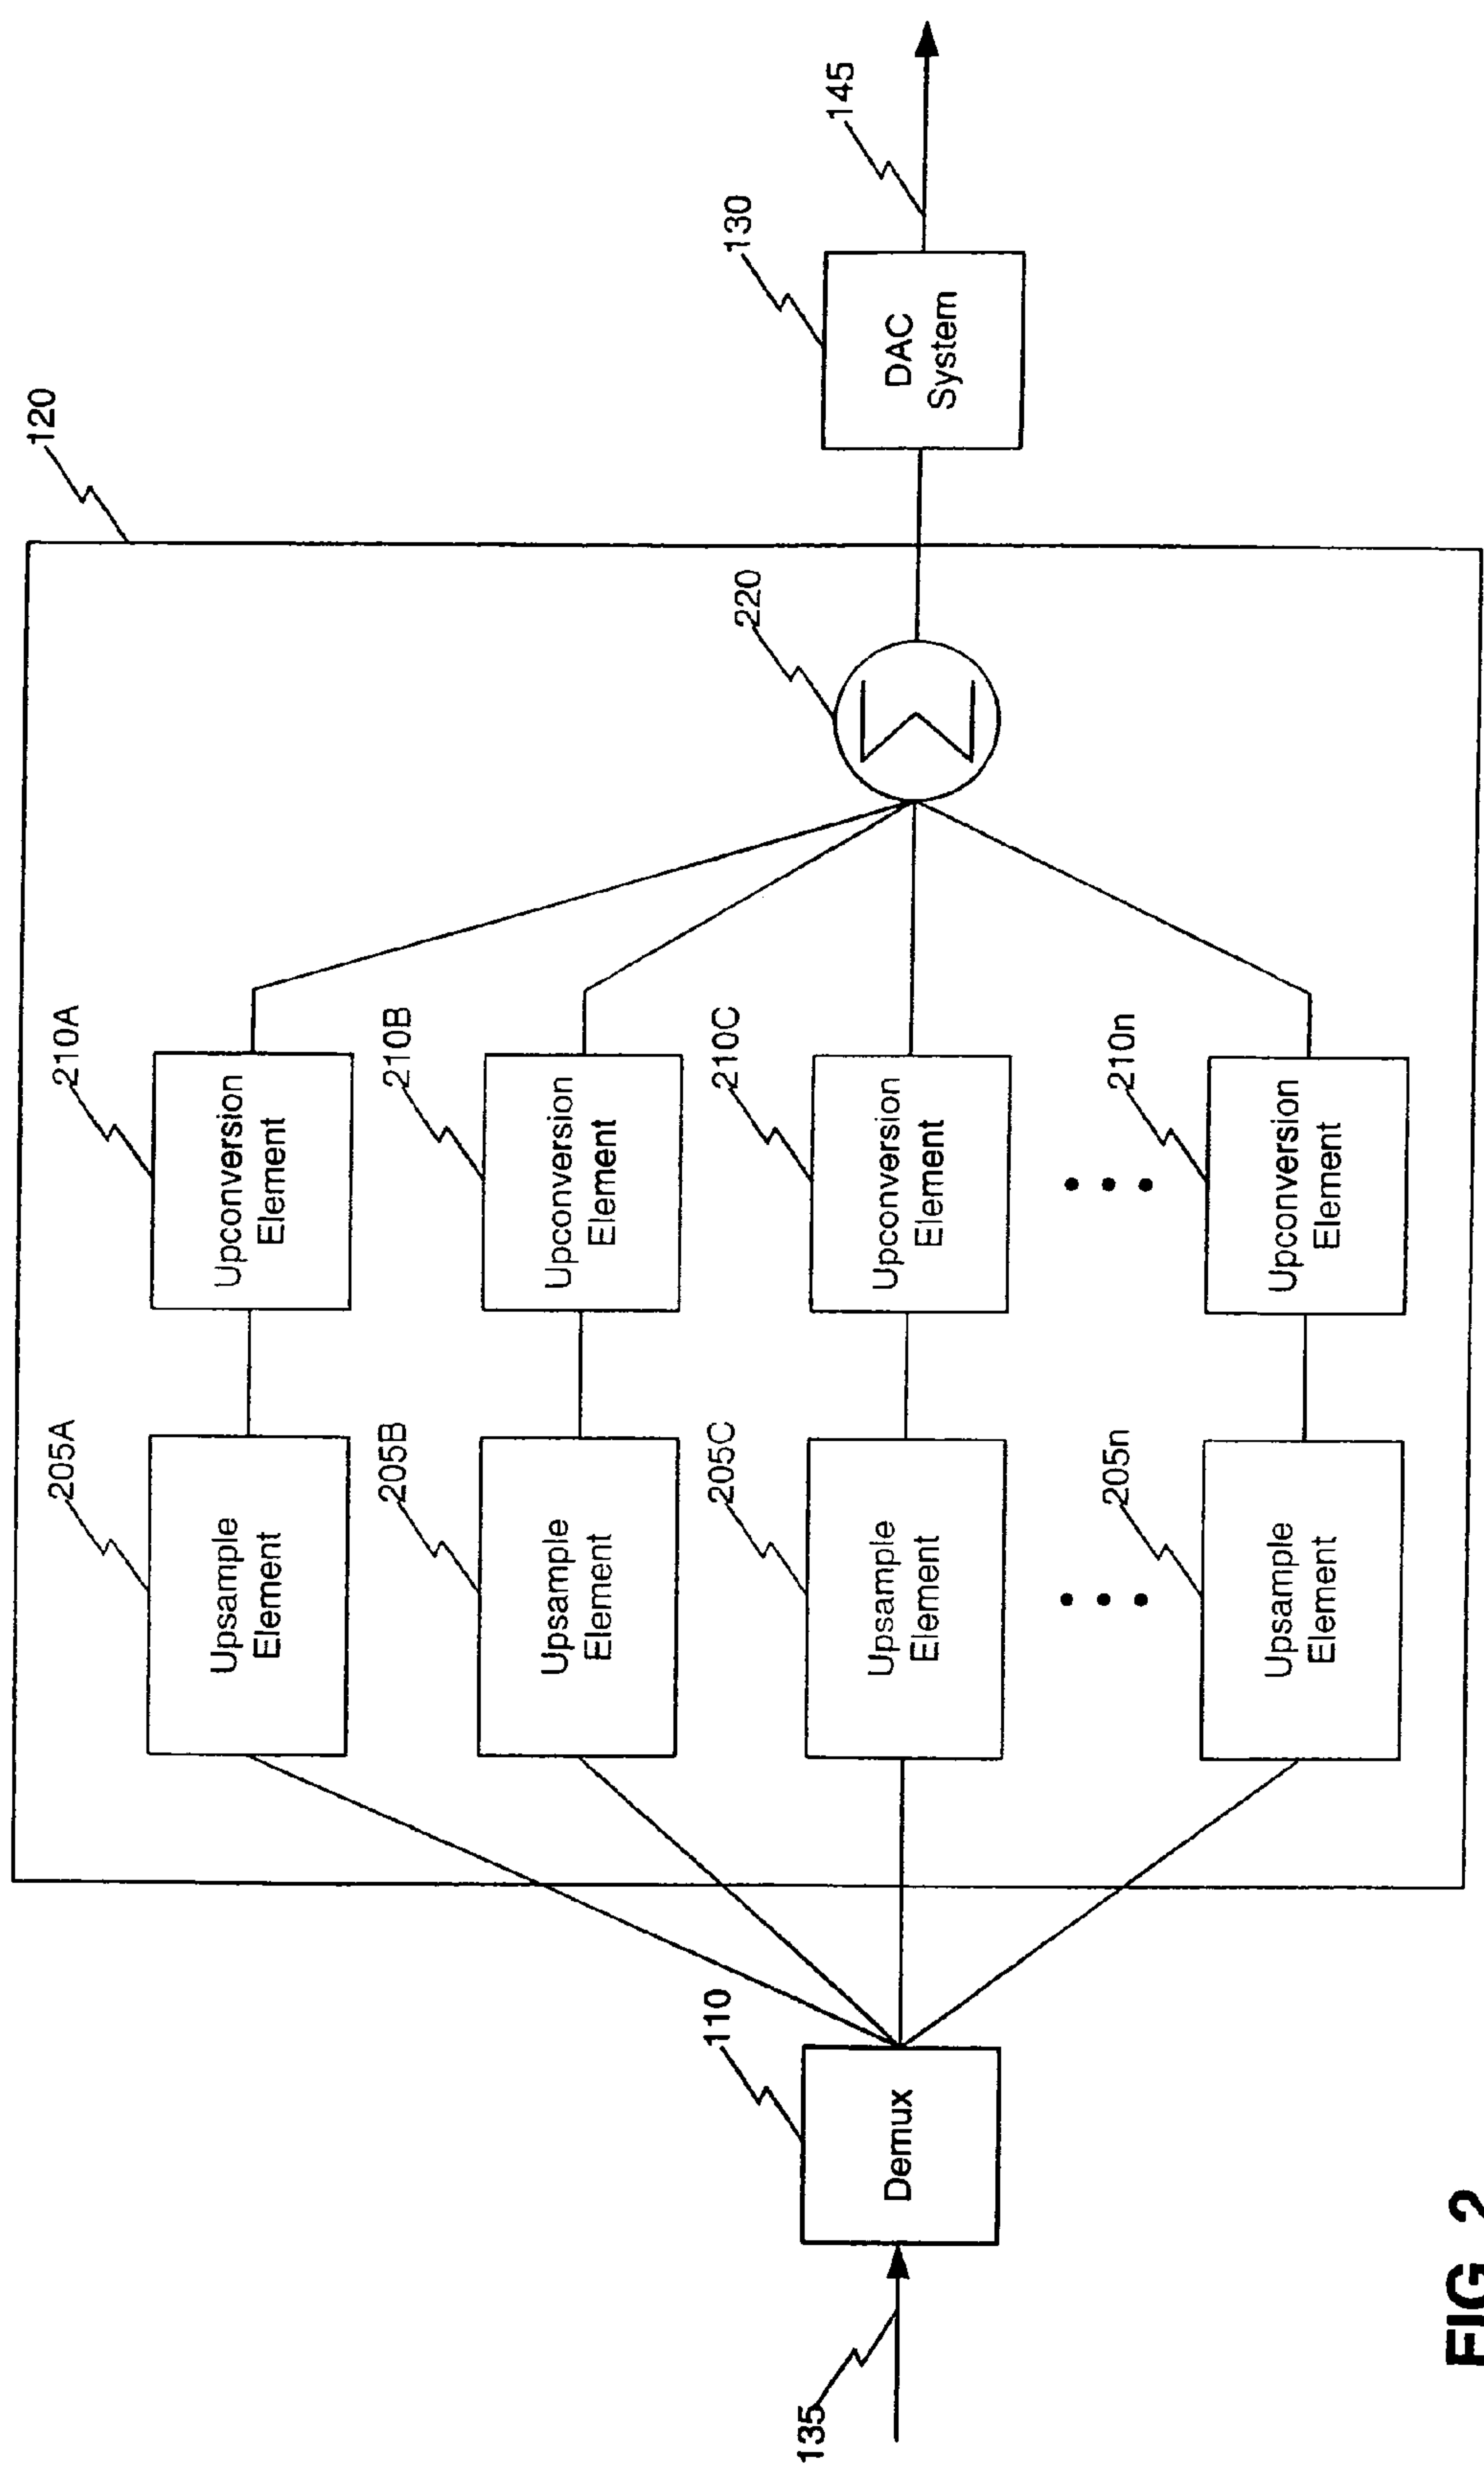 120
205A
210A
Upsample
Element
Upconversion
Element
205B
210B
Upsample
Element
Upconversion
Element
110
205C
210C
220
130
145
135
Demux
Upsample
Element
Upconversion
Element
Σ
DAC
System
205n
210n
Upsample
Element
Upconversion
Element
FIG. 2